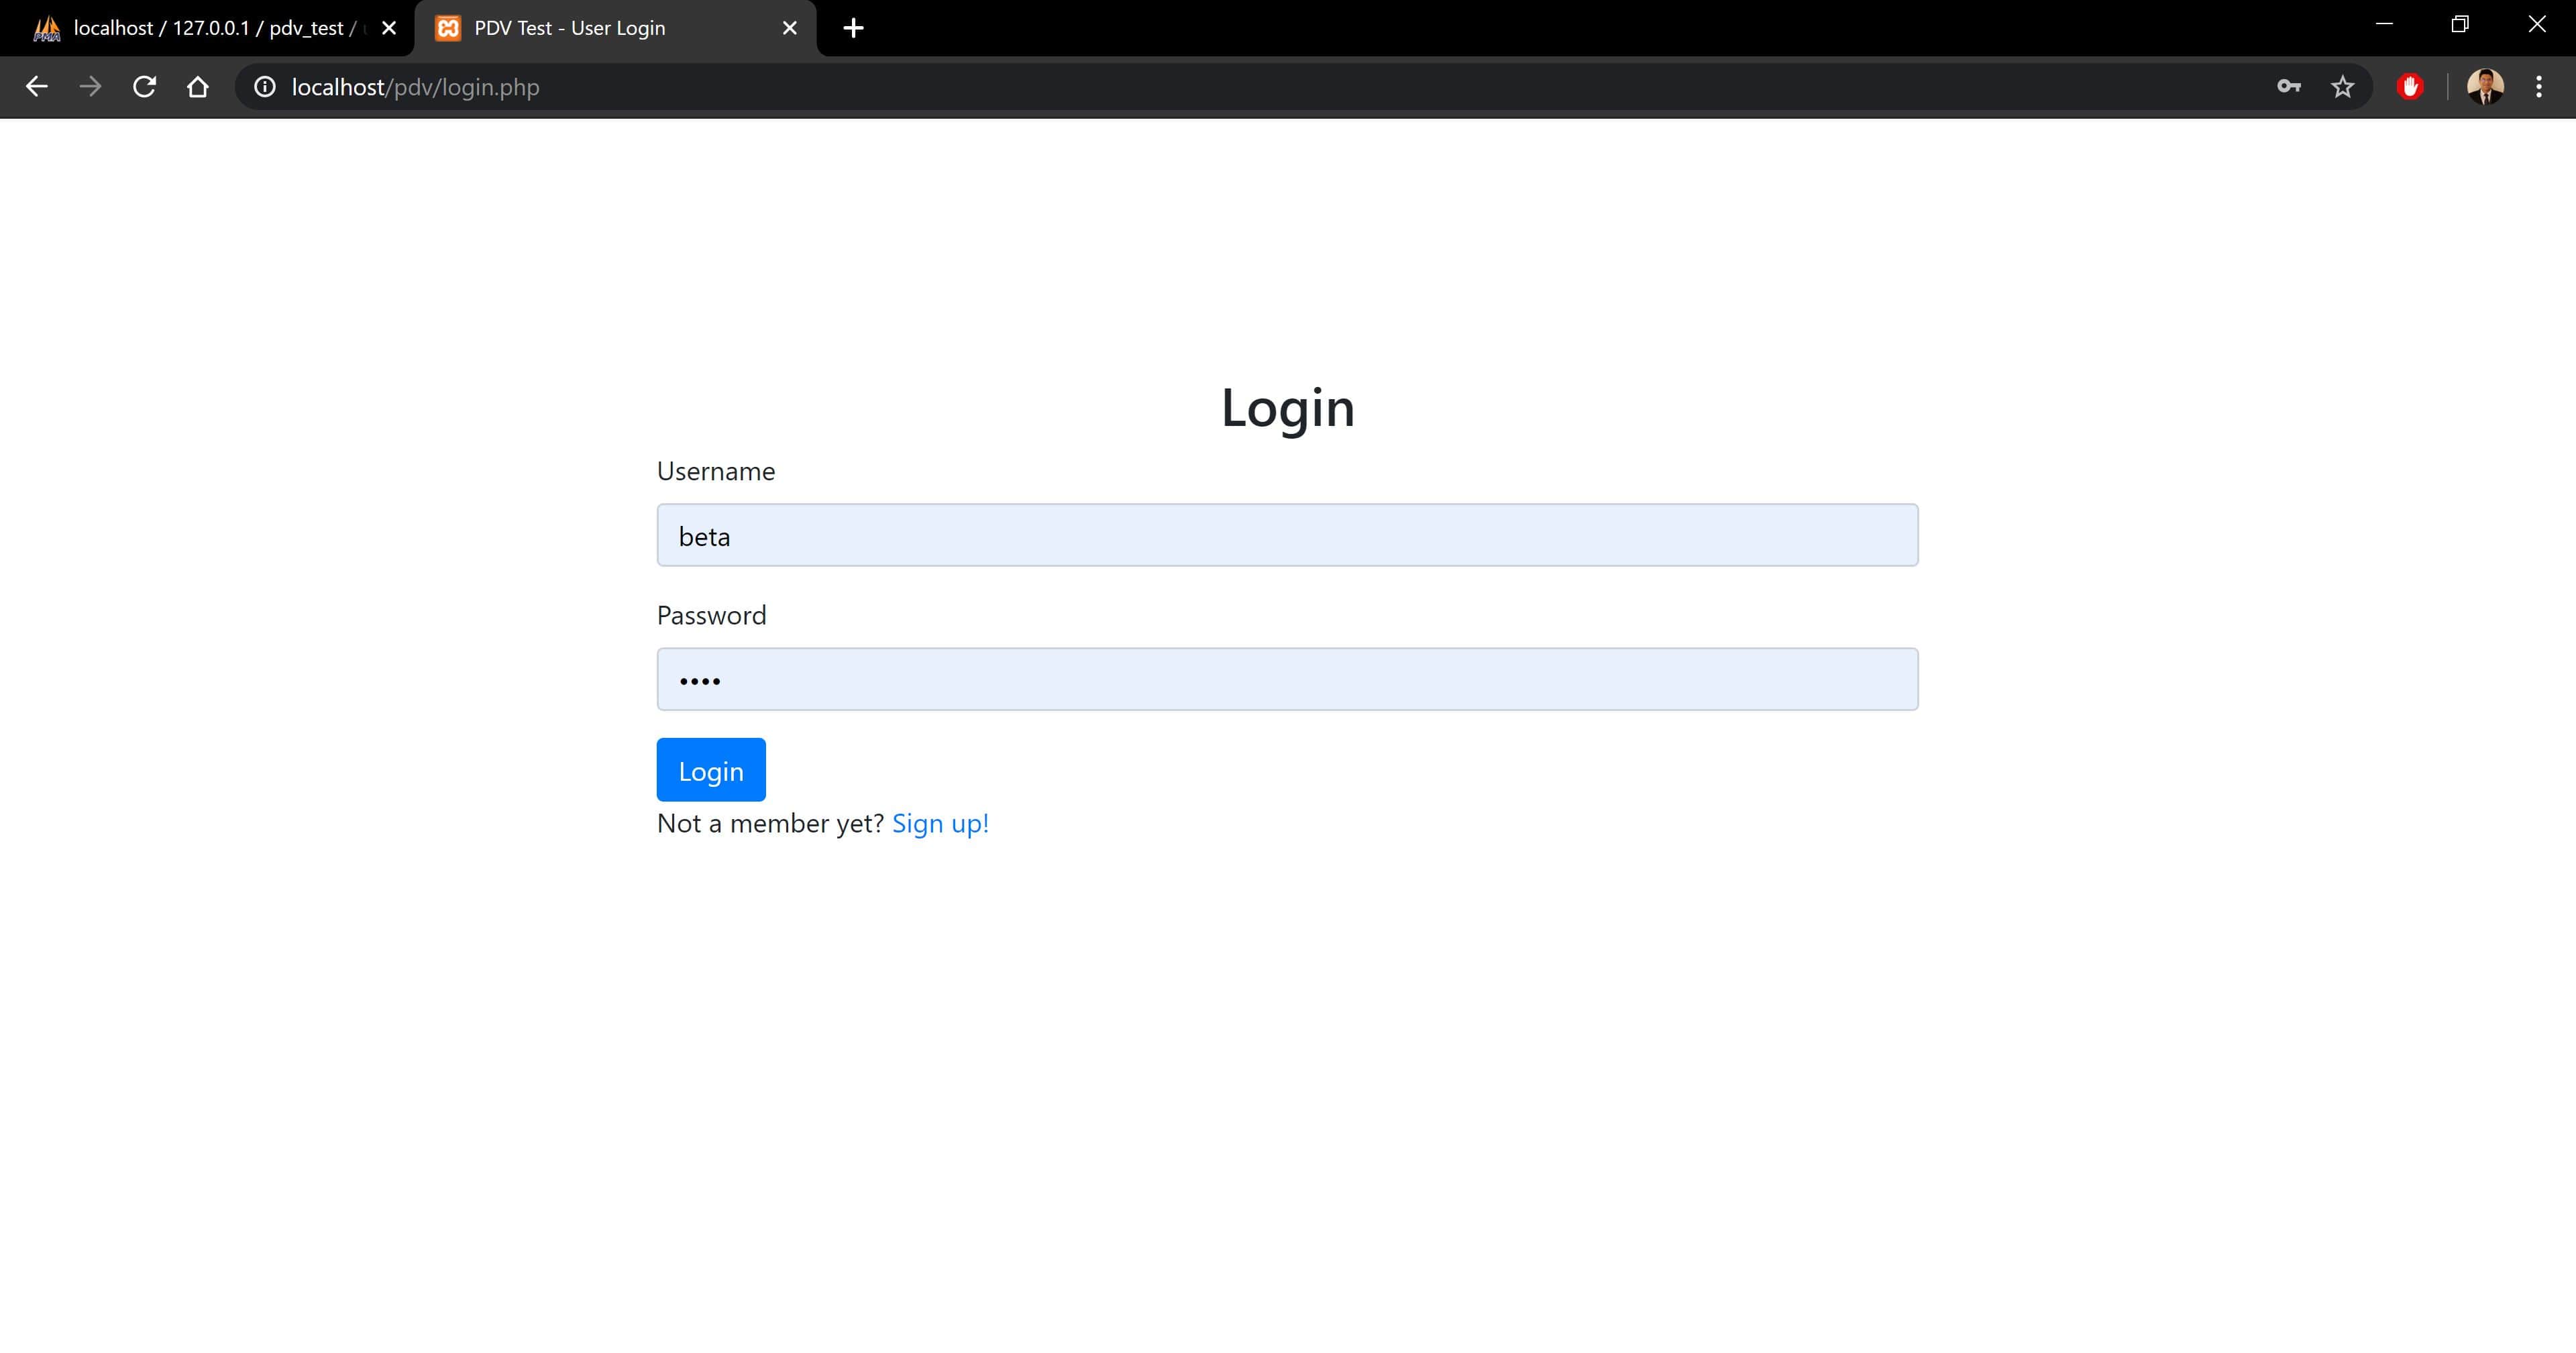 localhost / 127.0.0.1 / pdv_test /
PDV Test - User Login
localhost/pdv/login.php
Login
Username
beta
Password
••••
Login
Not a member yet? Sign up!